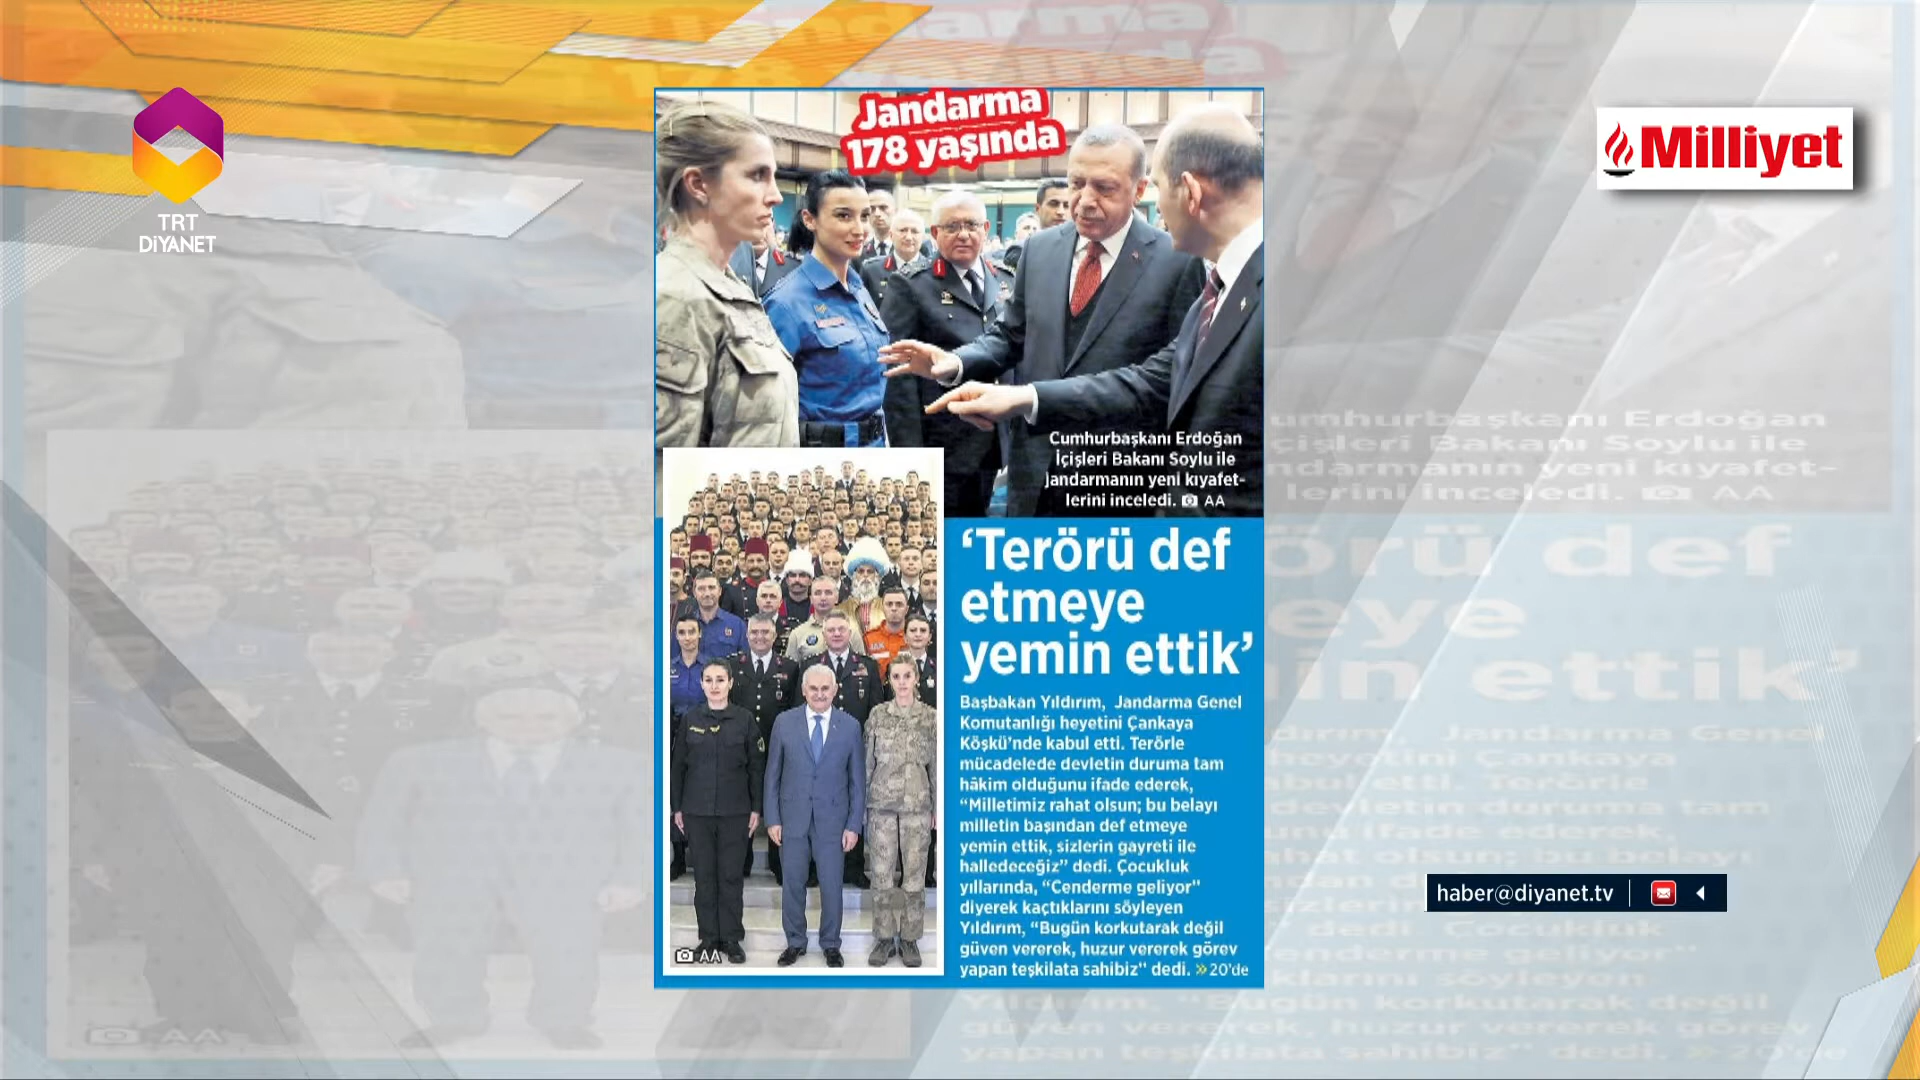 Jandarma
178 yaşında
TRT
DİYANET
Milliyet
Cumhurbaşkanı Erdoğan
İçişleri Bakanı Soylu ile
jandarmanın yeni kıyafet-
lerini inceledi. AA
‘Terörü def
etmeye
yemin ettik’
Başbakan Yıldırım, Jandarma Genel
Komutanlığı heyetini Çankaya
Köşkü’nde kabul etti. Terörle
mücadelede devletin duruma tam
hâkim olduğunu ifade ederek,
“Milletimiz rahat olsun; bu belayı
milletin başından def etmeye
yemin ettik, sizlerin gayreti ile
halledeceğiz” dedi. Çocukluk
yıllarında, “Cenderme geliyor”
diyerek kaçtıklarını söyleyen
Yıldırım, “Bugün korkutarak değil
güven vererek, huzur vererek görev
yapan teşkilata sahibiz” dedi. »20’de
AA
haber@diyanet.tv